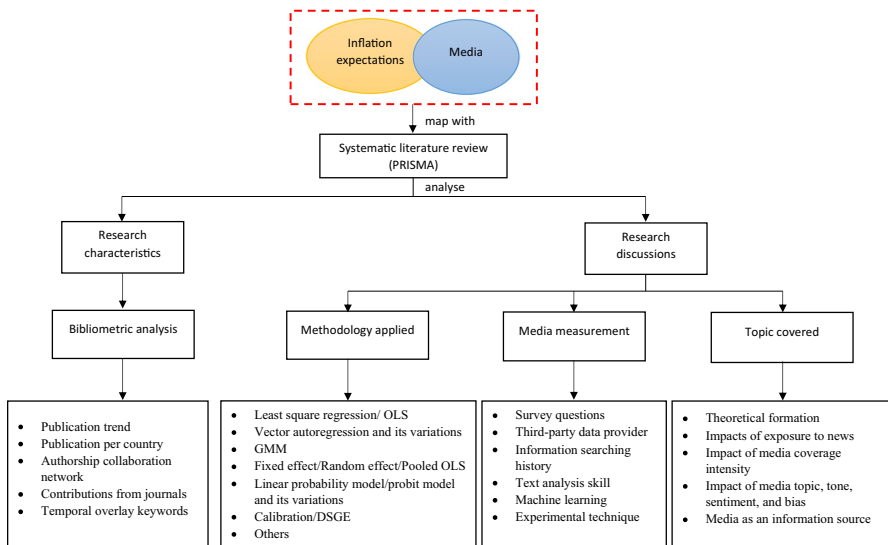 Inflation
expectations
Media
map with
Systematic literature review
(PRISMA)
analyse
Research
characteristics
Research
discussions
Bibliometric analysis
Methodology applied
Media measurement
Topic covered
• Publication trend
• Publication per country
• Authorship collaboration
network
• Contributions from journals
• Temporal overlay keywords
• Least square regression/ OLS
• Vector autoregression and its variations
• GMM
• Fixed effect/Random effect/Pooled OLS
• Linear probability model/probit model
and its variations
• Calibration/DSGE
• Others
• Survey questions
• Third-party data provider
• Information searching
history
• Text analysis skill
• Machine learning
• Experimental technique
• Theoretical formation
• Impacts of exposure to news
• Impact of media coverage
intensity
• Impact of media topic, tone,
sentiment, and bias
• Media as an information source